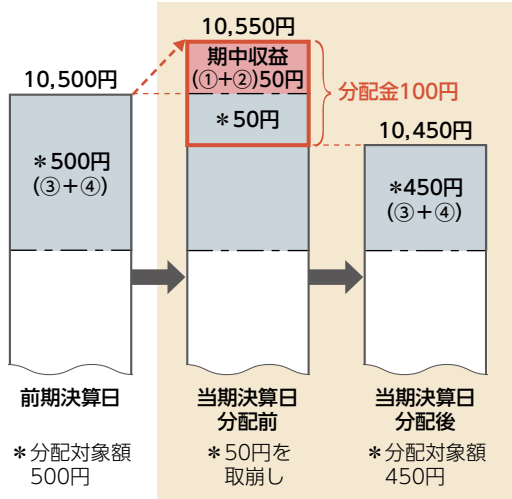 10,500円
*500円
(③+④)
前期決算日
*分配対象額
500円
10,550円
期中収益
(①+②)50円
*50円
分配金100円
当期決算日
分配前
*50円を
取崩し
10,450円
*450円
(③+④)
当期決算日
分配後
*分配対象額
450円